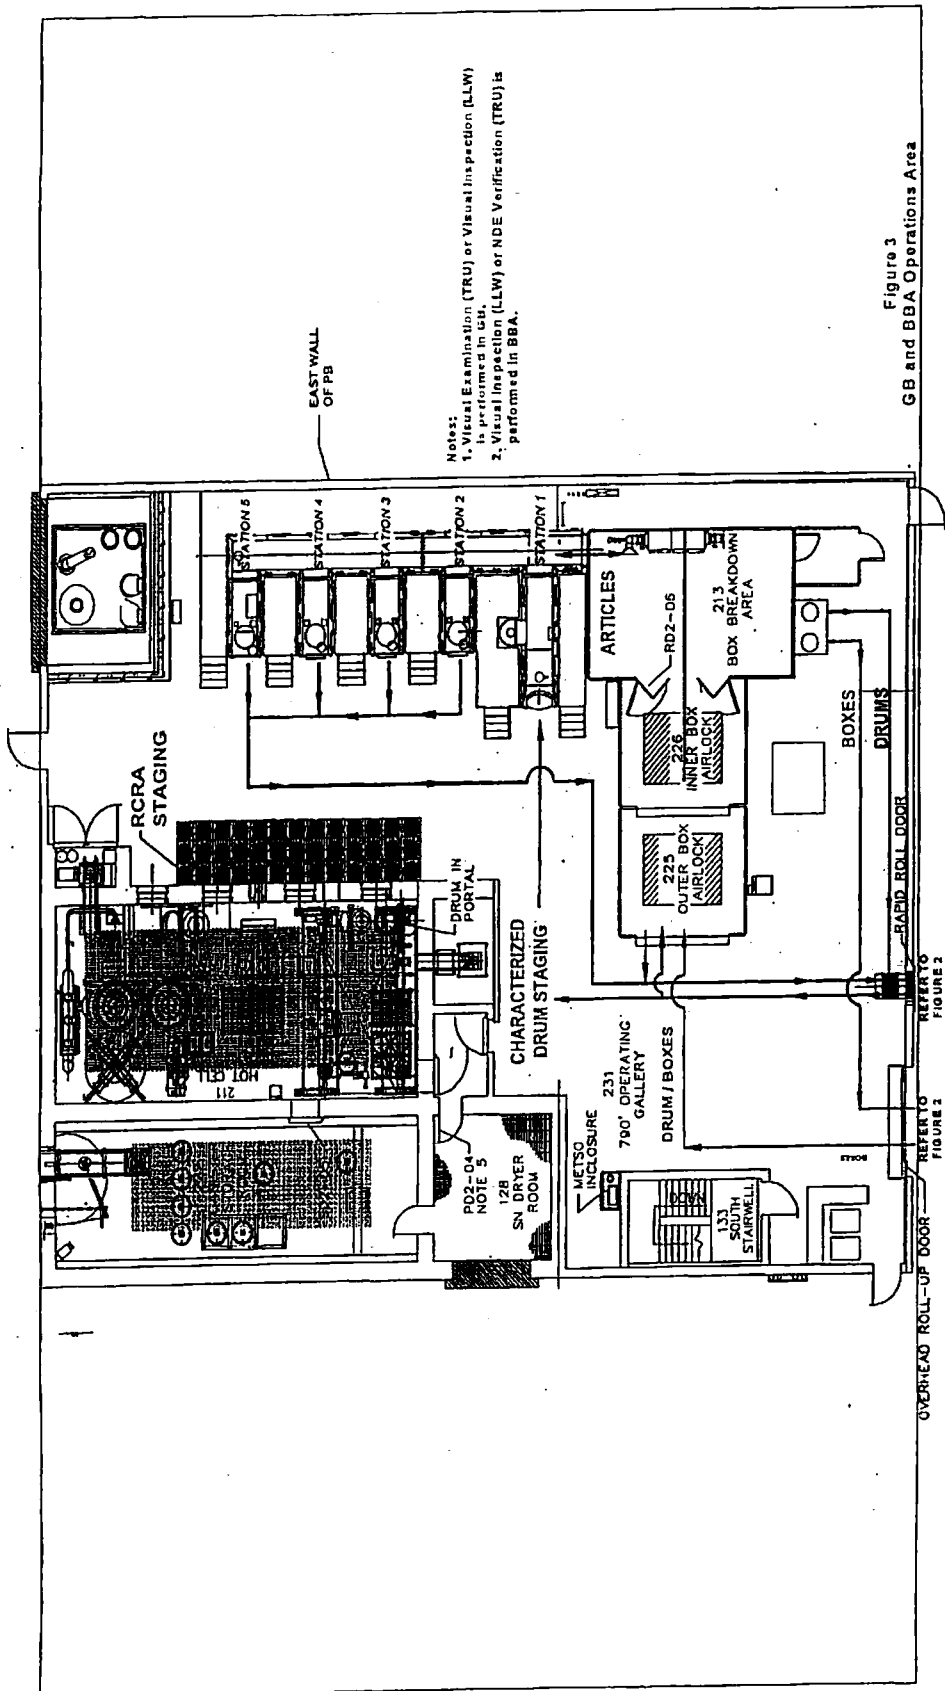 EAST WALL
OF PB
Notes:
1. Visual Examination (TRU) or Visual Inspection (LLW)
is performed in GB.
2. Visual Inspection (LLW) or NDE Verification (TRU) is
performed in BBA.
STATION 5
STATION 4
STATION 3
STATION 2
STATION 1
RCRA
STAGING
DRUM IN
PORTAL
211
HOT CELL
CHARACTERIZED
DRUM STAGING
PD2-04
NOTE 5
128
SN DRYER
ROOM
ARTICLES
RD2-05
213
BOX BREAKDOWN
AREA
226
INNER BOX
AIRLOCK
225
OUTER BOX
AIRLOCK
231
790' OPERATING
GALLERY
DRUM/BOXES
METSO
INCLOSURE
133
SOUTH
STAIRWELL
BOXES
DRUMS
RAPID ROLL DOOR
REFER TO
FIGURE 2
REFER TO
FIGURE 2
OVERHEAD ROLL-UP DOOR
Figure 3
GB and BBA Operations Area